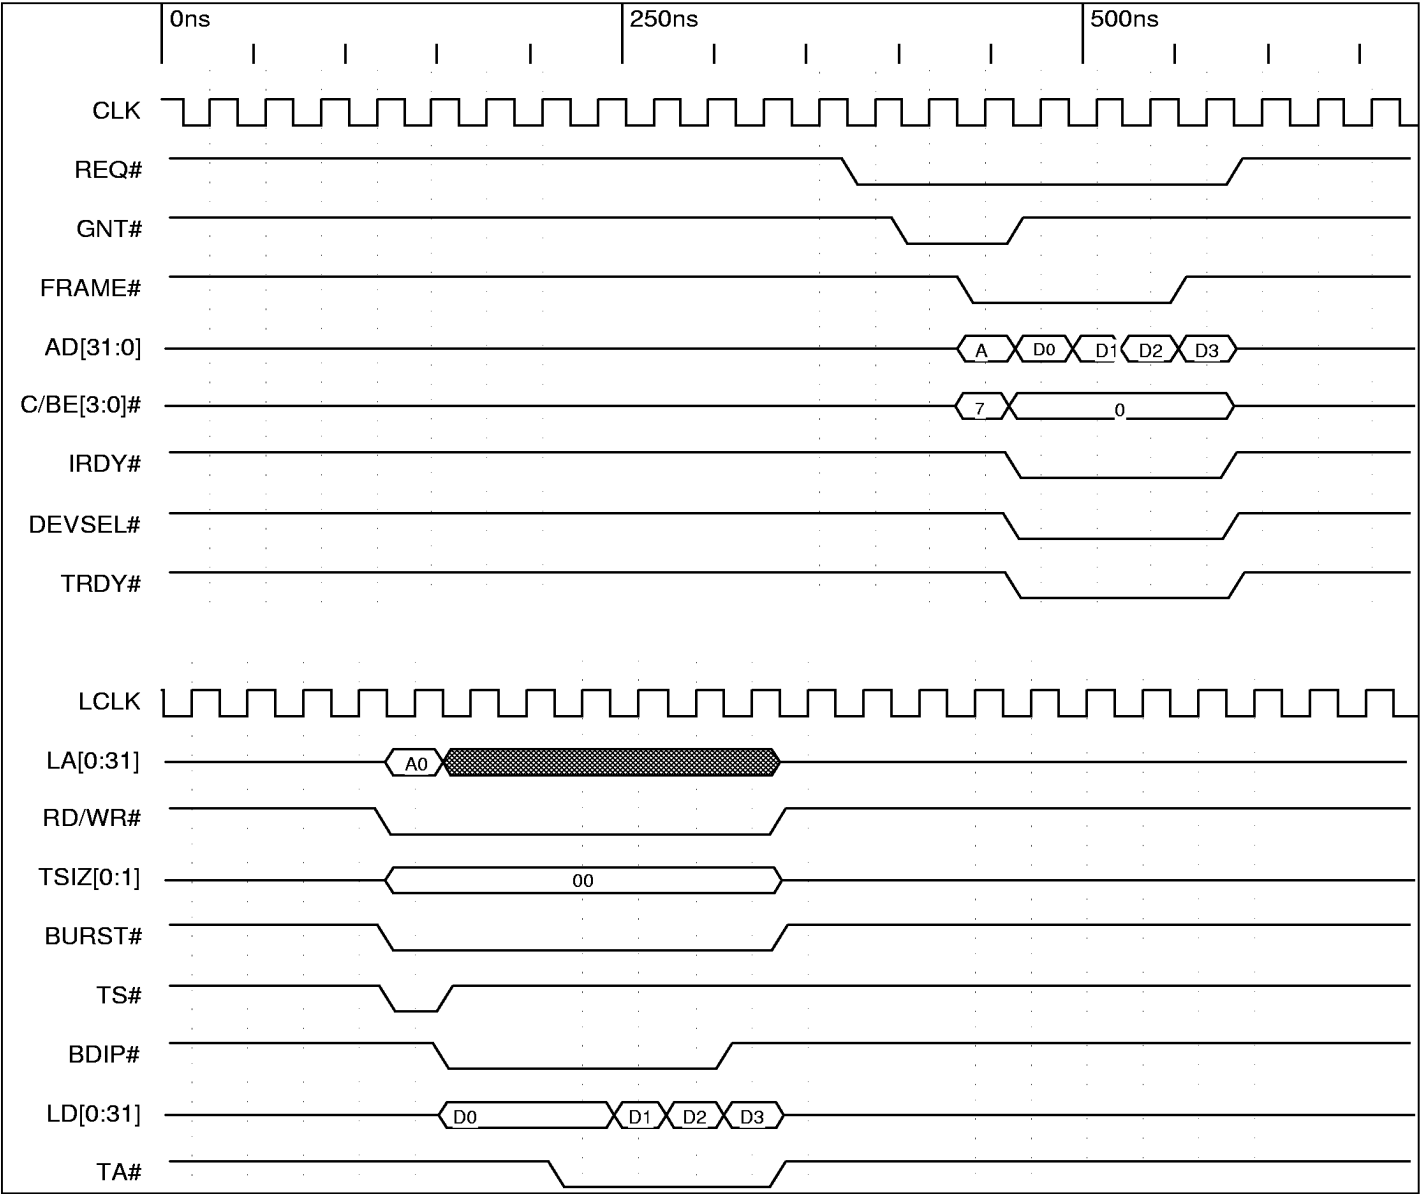 0ns 250ns 500ns
CLK
REQ#
GNT#
FRAME#
AD[31:0] A D0 D1 D2 D3
C/BE[3:0]# 7 0
IRDY#
DEVSEL#
TRDY#
LCLK
LA[0:31] A0
RD/WR#
TSIZ[0:1] 00
BURST#
TS#
BDIP#
LD[0:31] D0 D1 D2 D3
TA#